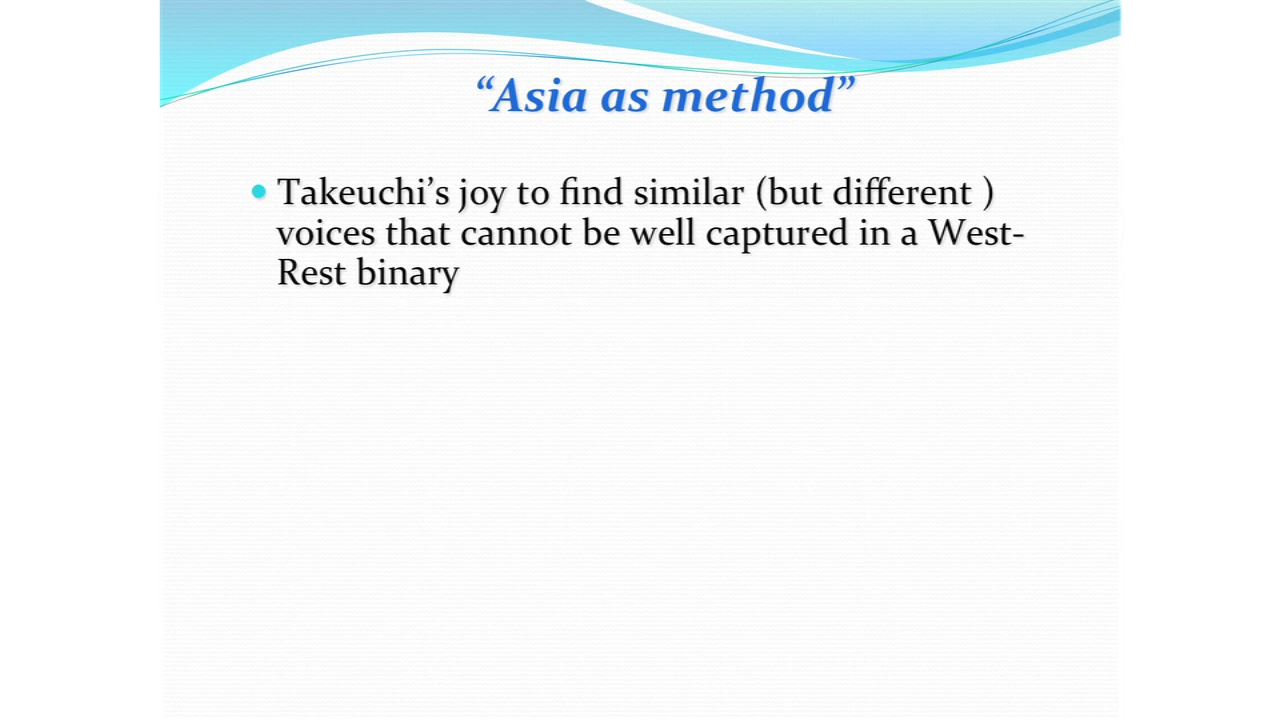 “Asia as method”
• Takeuchi’s joy to find similar (but different )
voices that cannot be well captured in a West-
Rest binary